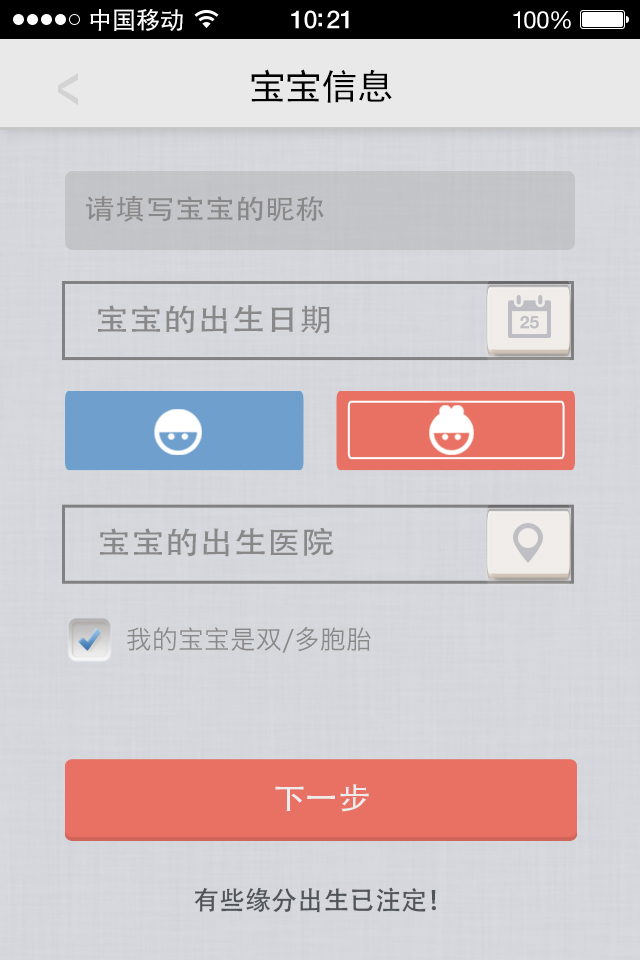 中国移动 10:21 100%
<
宝宝信息
请填写宝宝的昵称
宝宝的出生日期
25
宝宝的出生医院
我的宝宝是双/多胞胎
下一步
有些缘分出生已注定!